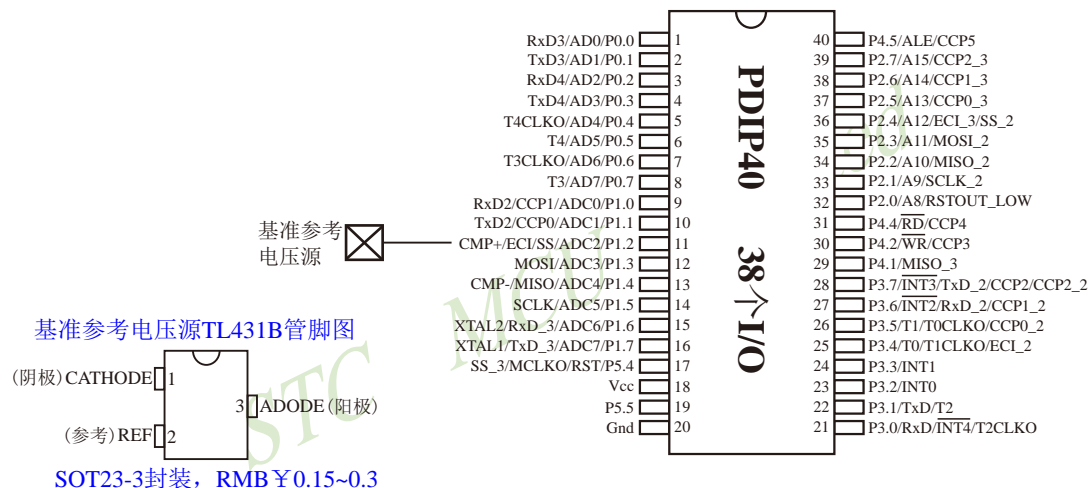 RxD3/AD0/P0.0 1
TxD3/AD1/P0.1 2
RxD4/AD2/P0.2 3
TxD4/AD3/P0.3 4
T4CLKO/AD4/P0.4 5
T4/AD5/P0.5 6
T3CLKO/AD6/P0.6 7
T3/AD7/P0.7 8
RxD2/CCP1/ADC0/P1.0 9
TxD2/CCP0/ADC1/P1.1 10
CMP+/ECI/SS/ADC2/P1.2 11
MOSI/ADC3/P1.3 12
CMP-/MISO/ADC4/P1.4 13
SCLK/ADC5/P1.5 14
XTAL2/RxD_3/ADC6/P1.6 15
XTAL1/TxD_3/ADC7/P1.7 16
SS_3/MCLKO/RST/P5.4 17
Vcc 18
P5.5 19
Gnd 20
PDIP40 38个I/O
40 P4.5/ALE/CCP5
39 P2.7/A15/CCP2_3
38 P2.6/A14/CCP1_3
37 P2.5/A13/CCP0_3
36 P2.4/A12/ECI_3/SS_2
35 P2.3/A11/MOSI_2
34 P2.2/A10/MISO_2
33 P2.1/A9/SCLK_2
32 P2.0/A8/RSTOUT_LOW
31 P4.4/RD/CCP4
30 P4.2/WR/CCP3
29 P4.1/MISO_3
28 P3.7/INT3/TxD_2/CCP2/CCP2_2
27 P3.6/INT2/RxD_2/CCP1_2
26 P3.5/T1/T0CLKO/CCP0_2
25 P3.4/T0/T1CLKO/ECI_2
24 P3.3/INT1
23 P3.2/INT0
22 P3.1/TxD/T2
21 P3.0/RxD/INT4/T2CLKO
基准参考
电压源
基准参考电压源TL431B管脚图
(阴极)CATHODE 1
3 ADODE(阳极)
(参考)REF 2
SOT23-3封装，RMB￥0.15~0.3
STC MCU